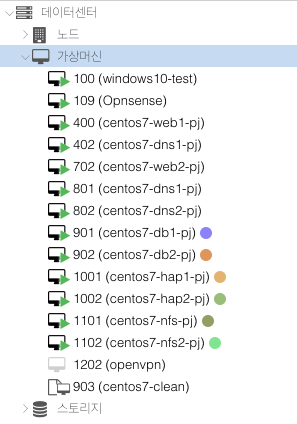 데이터센터
노드
가상머신
100 (windows10-test)
109 (Opnsense)
400 (centos7-web1-pj)
402 (centos7-dns1-pj)
702 (centos7-web2-pj)
801 (centos7-dns1-pj)
802 (centos7-dns2-pj)
901 (centos7-db1-pj)
902 (centos7-db2-pj)
1001 (centos7-hap1-pj)
1002 (centos7-hap2-pj)
1101 (centos7-nfs-pj)
1102 (centos7-nfs2-pj)
1202 (openvpn)
903 (centos7-clean)
스토리지